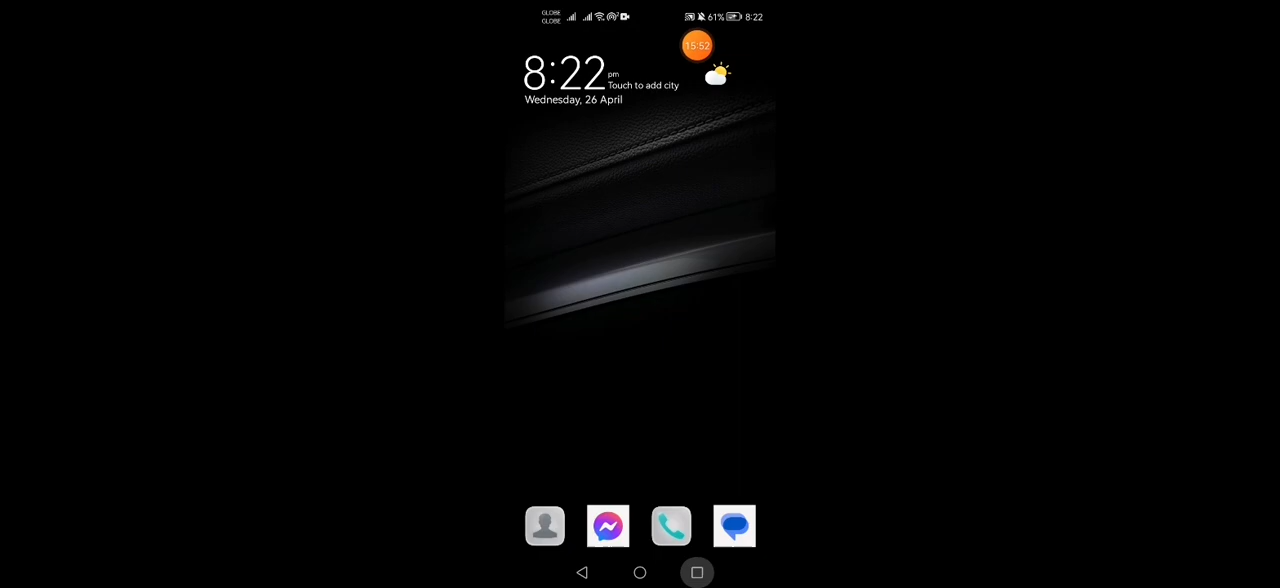 GLOBE
GLOBE
61% 8:22
15:52
8:22 pm
Touch to add city
Wednesday, 26 April